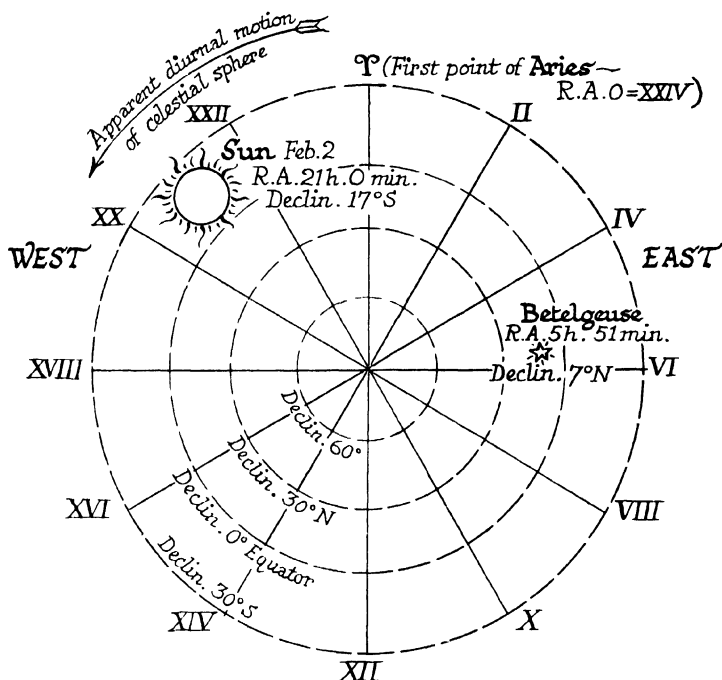 Apparent diurnal motion
of celestial sphere
♈ (First point of Aries—
R.A.0=XXIV)
XXII
II
Sun Feb.2
R.A.21h.0 min.
Declin. 17°S
XX
IV
WEST
EAST
Betelgeuse
R.A.5h.51min.
XVIII
Declin. 7°N
VI
Declin. 60°
Declin. 30°N
Declin. 0° Equator
Declin. 30°S
XVI
VIII
XIV
X
XII